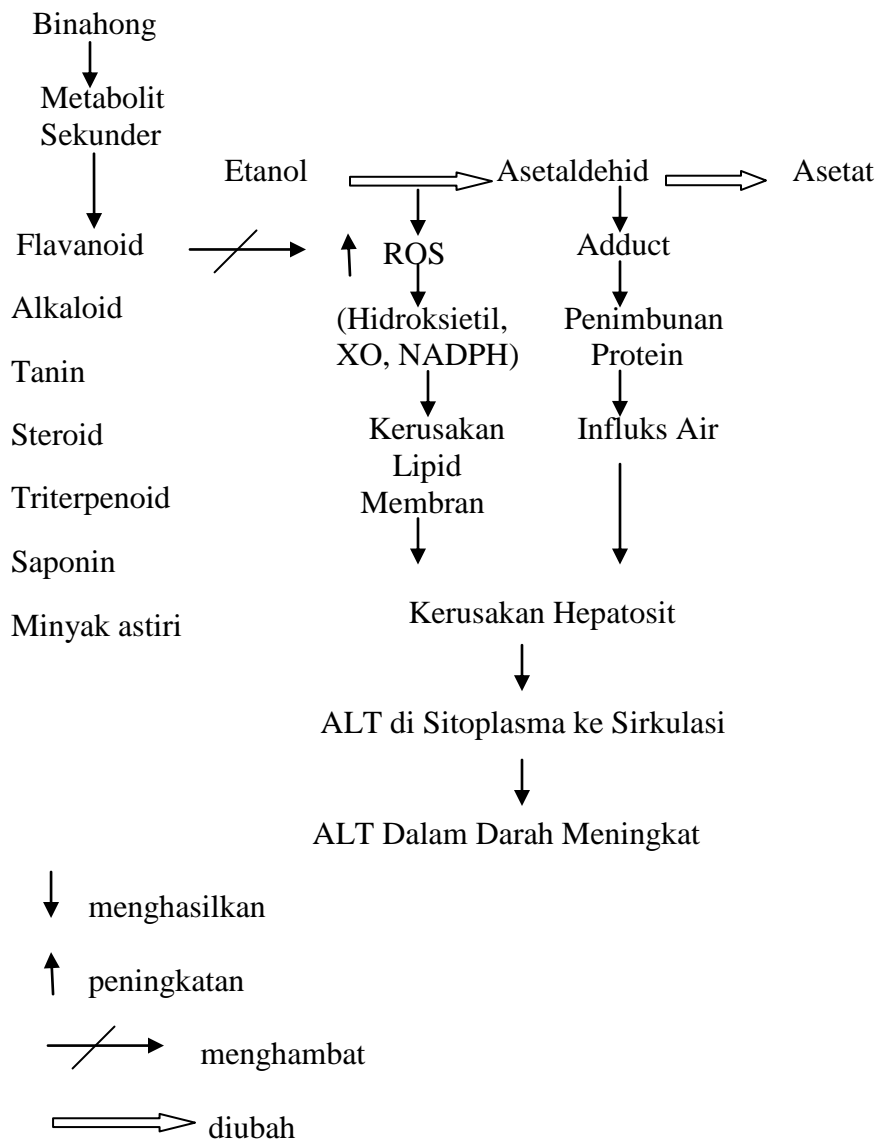 Binahong
Metabolit
Sekunder
Etanol
Asetaldehid
Asetat
Flavanoid
ROS
Adduct
Alkaloid
(Hidroksietil,
XO, NADPH)
Penimbunan
Protein
Tanin
Steroid
Kerusakan
Lipid
Membran
Influks Air
Triterpenoid
Saponin
Minyak astiri
Kerusakan Hepatosit
ALT di Sitoplasma ke Sirkulasi
ALT Dalam Darah Meningkat
menghasilkan
peningkatan
menghambat
diubah